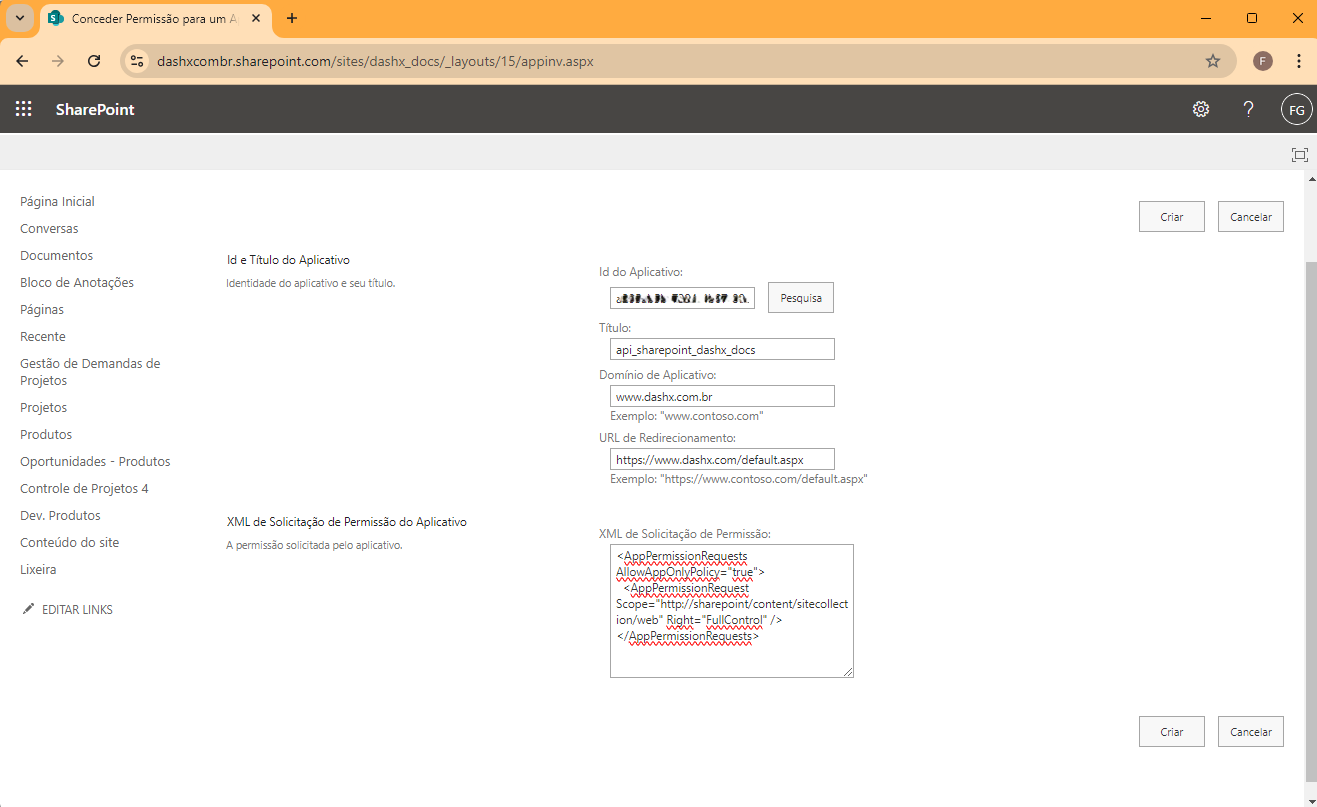 Conceder Permissão para um A
dashxcombr.sharepoint.com/sites/dashx_docs/_layouts/15/appinv.aspx
F
SharePoint
?
FG
Página Inicial
Conversas
Documentos
Bloco de Anotações
Páginas
Recente
Gestão de Demandas de
Projetos
Projetos
Produtos
Oportunidades - Produtos
Controle de Projetos 4
Dev. Produtos
Conteúdo do site
Lixeira
EDITAR LINKS
Criar
Cancelar
Id e Título do Aplicativo
Identidade do aplicativo e seu título.
Id do Aplicativo:
Pesquisa
Título:
api_sharepoint_dashx_docs
Domínio de Aplicativo:
www.dashx.com.br
Exemplo: "www.contoso.com"
URL de Redirecionamento:
https://www.dashx.com/default.aspx
Exemplo: "https://www.contoso.com/default.aspx"
XML de Solicitação de Permissão do Aplicativo
A permissão solicitada pelo aplicativo.
XML de Solicitação de Permissão:
<AppPermissionRequests
AllowAppOnlyPolicy="true">
<AppPermissionRequest
Scope="http://sharepoint/content/sitecollect
ion/web" Right="FullControl" />
</AppPermissionRequests>
Criar
Cancelar